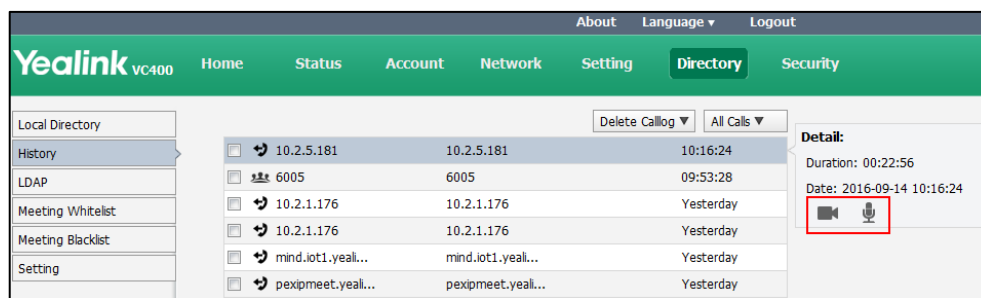 About Language ▾ Logout
Yealink VC400 Home Status Account Network Setting Directory Security
Delete Calllog ▼ All Calls ▼
Local Directory
History
LDAP
Meeting Whitelist
Meeting Blacklist
Setting
10.2.5.181 10.2.5.181 10:16:24
6005 6005 09:53:28
10.2.1.176 10.2.1.176 Yesterday
10.2.1.176 10.2.1.176 Yesterday
mind.iot1.yeali... mind.iot1.yeali... Yesterday
pexipmeet.yeali... pexipmeet.yeali... Yesterday
Detail:
Duration: 00:22:56
Date: 2016-09-14 10:16:24